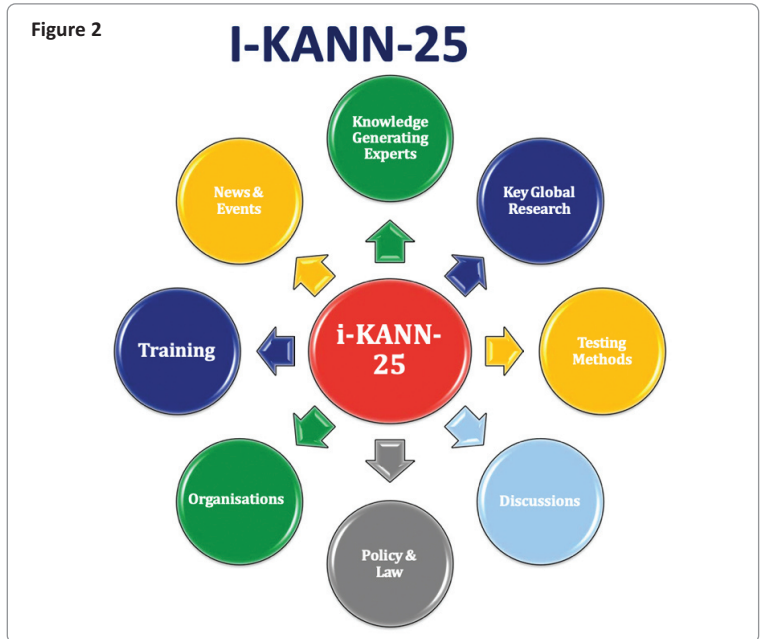 Figure 2
I-KANN-25
Knowledge
Generating
Experts
News &
Events
Key Global
Research
i-KANN-
25
Training
Testing
Methods
Organisations
Discussions
Policy &
Law